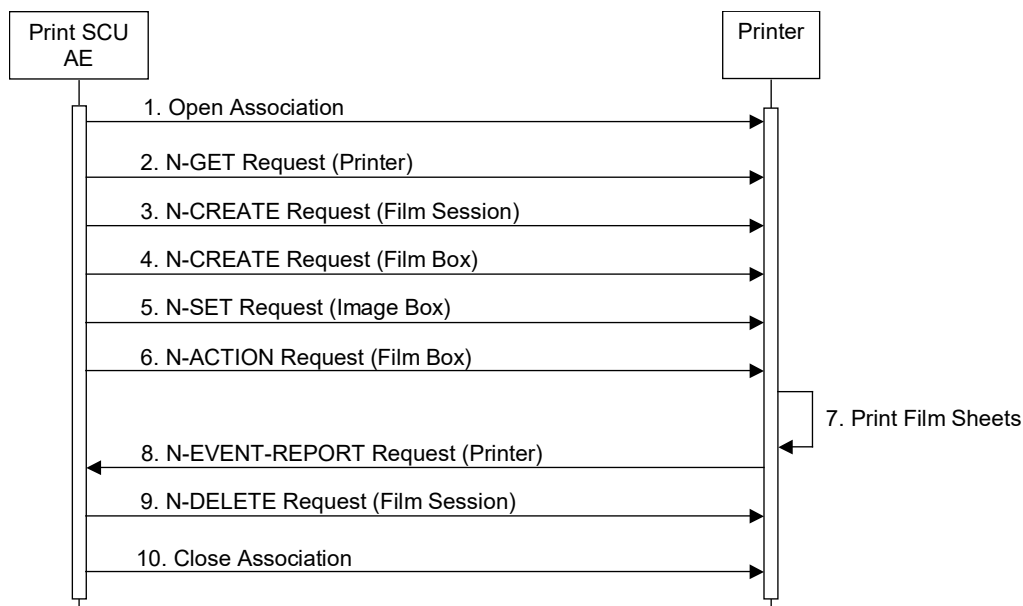 Print SCU
AE
Printer
1. Open Association
2. N-GET Request (Printer)
3. N-CREATE Request (Film Session)
4. N-CREATE Request (Film Box)
5. N-SET Request (Image Box)
6. N-ACTION Request (Film Box)
7. Print Film Sheets
8. N-EVENT-REPORT Request (Printer)
9. N-DELETE Request (Film Session)
10. Close Association